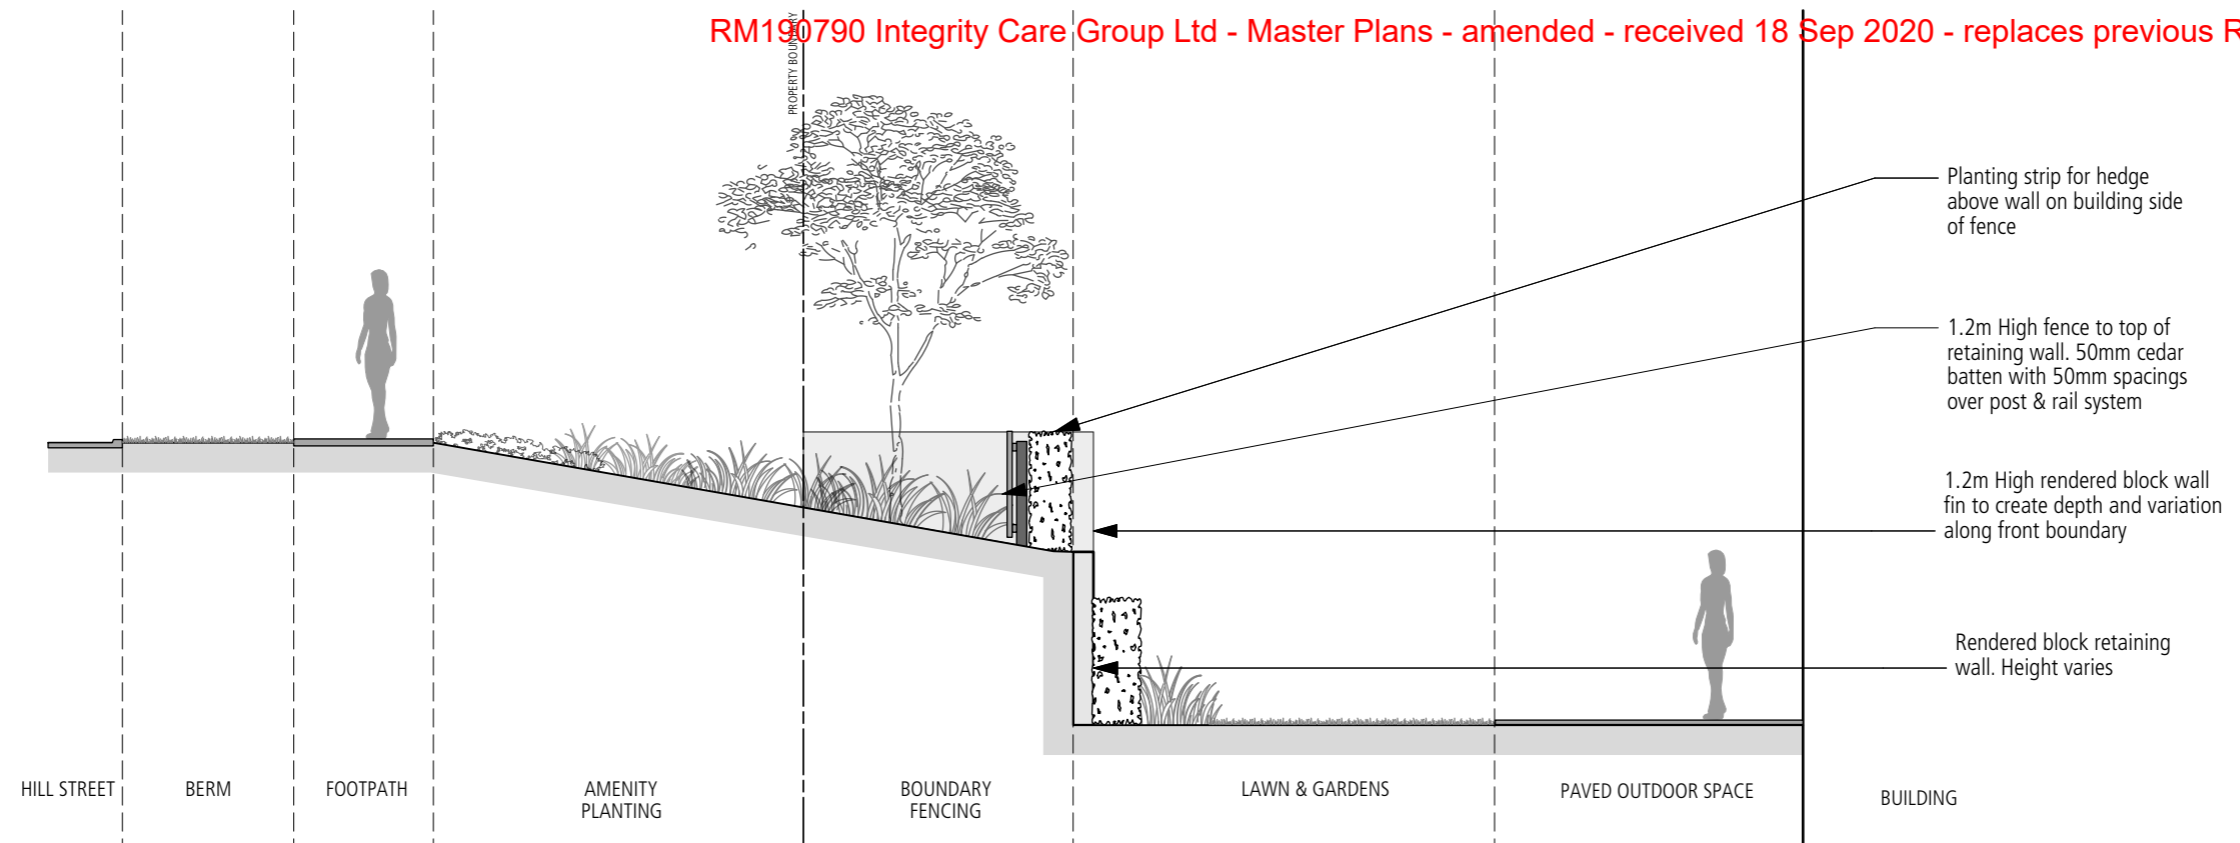 RM190790 Integrity Care Group Ltd - Master Plans - amended - received 18 Sep 2020 - replaces previous R
PROPERTY BOUNDARY
Planting strip for hedge
above wall on building side
of fence
1.2m High fence to top of
retaining wall. 50mm cedar
batten with 50mm spacings
over post & rail system
1.2m High rendered block wall
fin to create depth and variation
along front boundary
Rendered block retaining
wall. Height varies
HILL STREET
BERM
FOOTPATH
AMENITY
PLANTING
BOUNDARY
FENCING
LAWN & GARDENS
PAVED OUTDOOR SPACE
BUILDING